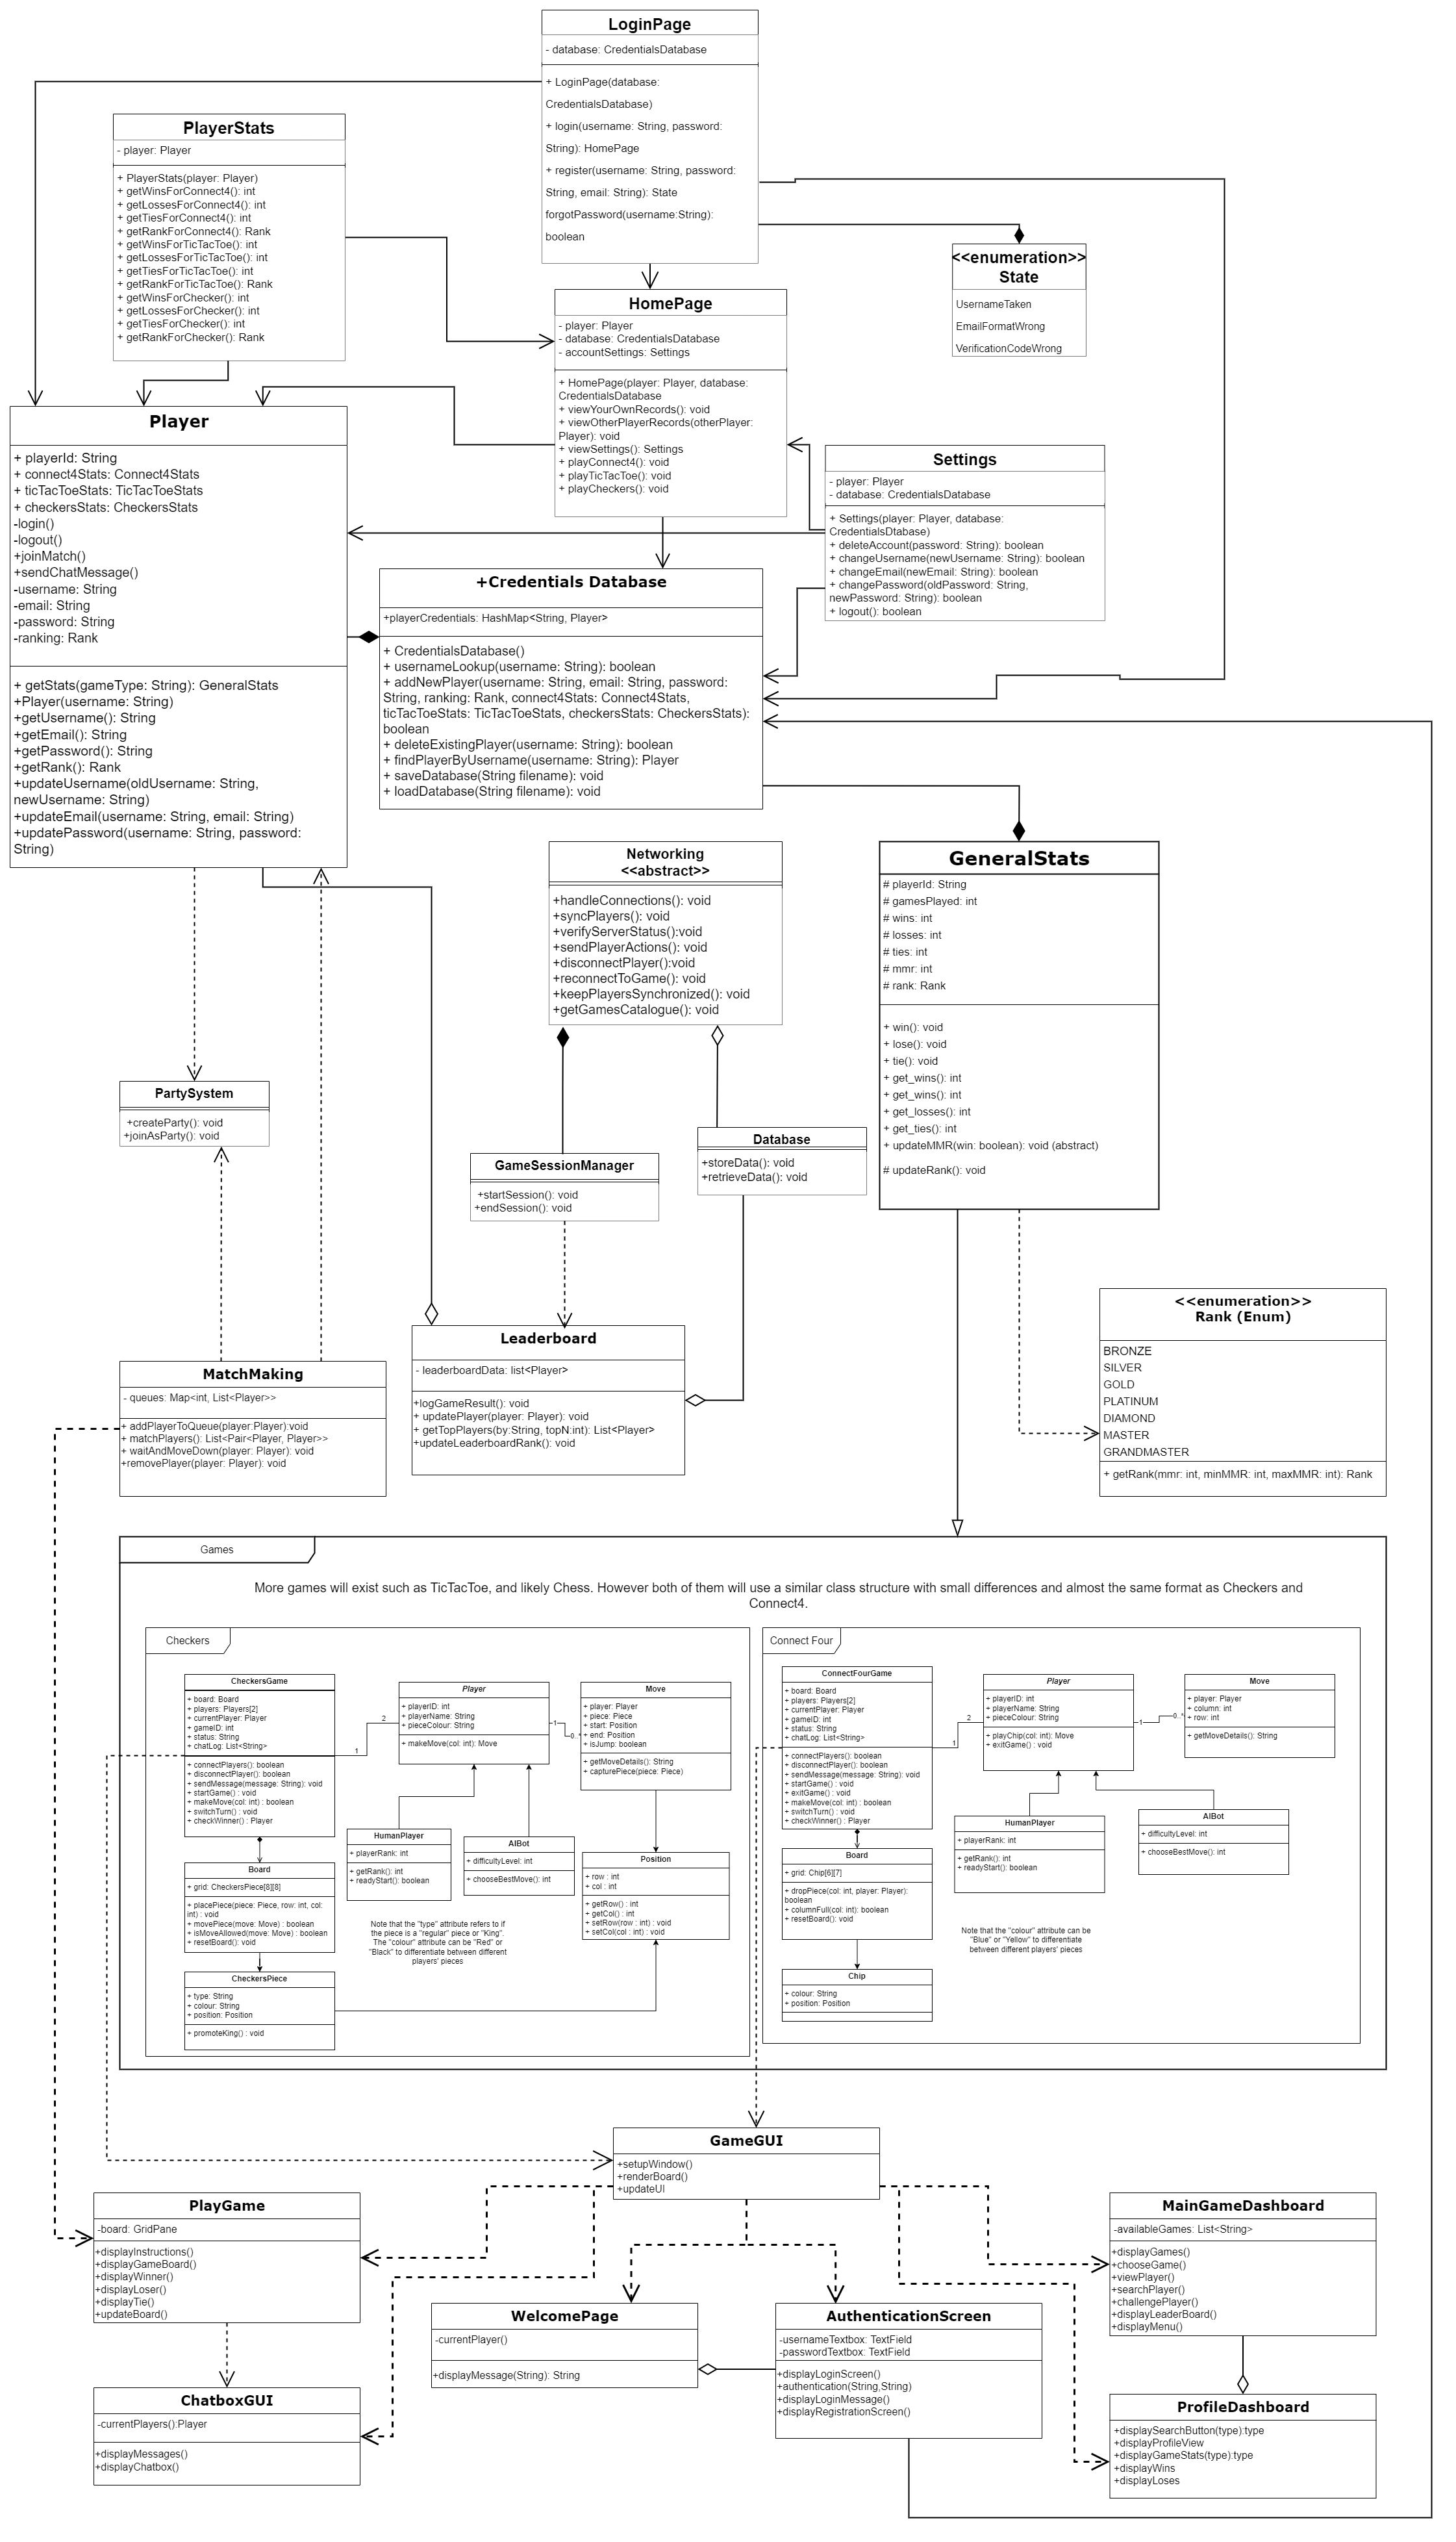 LoginPage
- database: CredentialsDatabase
+ LoginPage(database:
CredentialsDatabase)
+ login(username: String, password:
String): HomePage
+ register(username: String, password:
String, email: String): State
forgotPassword(username:String):
boolean
PlayerStats
- player: Player
+ PlayerStats(player: Player)
+ getWinsForConnect4(): int
+ getLossesForConnect4(): int
+ getTiesForConnect4(): int
+ getRankForConnect4(): Rank
+ getWinsForTicTacToe(): int
+ getLossesForTicTacToe(): int
+ getTiesForTicTacToe(): int
+ getRankForTicTacToe(): Rank
+ getWinsForChecker(): int
+ getLossesForChecker(): int
+ getTiesForChecker(): int
+ getRankForChecker(): Rank
<<enumeration>>
State
UsernameTaken
EmailFormatWrong
VerificationCodeWrong
HomePage
- player: Player
- database: CredentialsDatabase
- accountSettings: Settings
+ HomePage(player: Player, database:
CredentialsDatabase
+ viewYourOwnRecords(): void
+ viewOtherPlayerRecords(otherPlayer:
Player): void
+ viewSettings(): Settings
+ playConnect4(): void
+ playTicTacToe(): void
+ playCheckers(): void
Player
+ playerId: String
+ connect4Stats: Connect4Stats
+ ticTacToeStats: TicTacToeStats
+ checkersStats: CheckersStats
-login()
-logout()
+joinMatch()
+sendChatMessage()
-username: String
-email: String
-password: String
-ranking: Rank
+ getStats(gameType: String): GeneralStats
+Player(username: String)
+getUsername(): String
+getEmail(): String
+getPassword(): String
+getRank(): Rank
+updateUsername(oldUsername: String,
newUsername: String)
+updateEmail(username: String, email: String)
+updatePassword(username: String, password:
String)
Settings
- player: Player
- database: CredentialsDatabase
+ Settings(player: Player, database:
CredentialsDtabase)
+ deleteAccount(password: String): boolean
+ changeUsername(newUsername: String): boolean
+ changeEmail(newEmail: String): boolean
+ changePassword(oldPassword: String,
newPassword: String): boolean
+ logout(): boolean
+Credentials Database
+playerCredentials: HashMap<String, Player>
+ CredentialsDatabase()
+ usernameLookup(username: String): boolean
+ addNewPlayer(username: String, email: String, password:
String, ranking: Rank, connect4Stats: Connect4Stats,
ticTacToeStats: TicTacToeStats, checkersStats: CheckersStats):
boolean
+ deleteExistingPlayer(username: String): boolean
+ findPlayerByUsername(username: String): Player
+ saveDatabase(String filename): void
+ loadDatabase(String filename): void
Networking
<<abstract>>
+handleConnections(): void
+syncPlayers(): void
+verifyServerStatus():void
+sendPlayerActions(): void
+disconnectPlayer():void
+reconnectToGame(): void
+keepPlayersSynchronized(): void
+getGamesCatalogue(): void
GeneralStats
# playerId: String
# gamesPlayed: int
# wins: int
# losses: int
# ties: int
# mmr: int
# rank: Rank
+ win(): void
+ lose(): void
+ tie(): void
+ get_wins(): int
+ get_wins(): int
+ get_losses(): int
+ get_ties(): int
+ updateMMR(win: boolean): void (abstract)
# updateRank(): void
PartySystem
+createParty(): void
+joinAsParty(): void
GameSessionManager
+startSession(): void
+endSession(): void
Database
+storeData(): void
+retrieveData(): void
<<enumeration>>
Rank (Enum)
BRONZE
SILVER
GOLD
PLATINUM
DIAMOND
MASTER
GRANDMASTER
+ getRank(mmr: int, minMMR: int, maxMMR: int): Rank
Leaderboard
- leaderboardData: list<Player>
+logGameResult(): void
+ updatePlayer(player: Player): void
+ getTopPlayers(by:String, topN:int): List<Player>
+updateLeaderboardRank(): void
MatchMaking
- queues: Map<int, List<Player>>
+ addPlayerToQueue(player:Player):void
+ matchPlayers(): List<Pair<Player, Player>>
+ waitAndMoveDown(player: Player): void
+removePlayer(player: Player): void
Games
More games will exist such as TicTacToe, and likely Chess. However both of them will use a similar class structure with small differences and almost the same format as Checkers and
Connect4.
Checkers
CheckersGame
+ board: Board
+ players: Players[2]
+ currentPlayer: Player
+ gameID: int
+ status: String
+ chatLog: List<String>
+ connectPlayers(): boolean
+ disconnectPlayer(): boolean
+ sendMessage(message: String): void
+ startGame() : void
+ makeMove(col: int) : boolean
+ switchTurn() : void
+ checkWinner() : Player
1
2
Player
+ playerID: int
+ playerName: String
+ pieceColour: String
+ makeMove(col: int): Move
1
0..*
Move
+ player: Player
+ piece: Piece
+ start: Position
+ end: Position
+ isJump: boolean
+ getMoveDetails(): String
+ capturePiece(piece: Piece)
HumanPlayer
+ playerRank: int
+ getRank(): int
+ readyStart(): boolean
AIBot
+ difficultyLevel: int
+ chooseBestMove(): int
Position
+ row : int
+ col : int
+ getRow() : int
+ getCol() : int
+ setRow(row : int) : void
+ setCol(col : int) : void
Board
+ grid: CheckersPiece[8][8]
+ placePiece(piece: Piece, row: int, col:
int) : void
+ movePiece(move: Move) : boolean
+ isMoveAllowed(move: Move) : boolean
+ resetBoard(): void
Note that the "type" attribute refers to if
the piece is a "regular" piece or "King".
The "colour" attribute can be "Red" or
"Black" to differentiate between different
players' pieces
CheckersPiece
+ type: String
+ colour: String
+ position: Position
+ promoteKing() : void
Connect Four
ConnectFourGame
+ board: Board
+ players: Players[2]
+ currentPlayer: Player
+ gameID: int
+ status: String
+ chatLog: List<String>
+ connectPlayers(): boolean
+ disconnectPlayer(): boolean
+ sendMessage(message: String): void
+ startGame() : void
+ exitGame() : void
+ makeMove(col: int) : boolean
+ switchTurn() : void
+ checkWinner() : Player
1
2
Player
+ playerID: int
+ playerName: String
+ pieceColour: String
+ playChip(col: int): Move
+ exitGame() : void
1
0..*
Move
+ player: Player
+ column: int
+ row: int
+ getMoveDetails(): String
HumanPlayer
+ playerRank: int
+ getRank(): int
+ readyStart(): boolean
AIBot
+ difficultyLevel: int
+ chooseBestMove(): int
Board
+ grid: Chip[6][7]
+ dropPiece(col: int, player: Player):
boolean
+ columnFull(col: int): boolean
+ resetBoard(): void
Note that the "colour" attribute can be
"Blue" or "Yellow" to differentiate
between different players' pieces
Chip
+ colour: String
+ position: Position
GameGUI
+setupWindow()
+renderBoard()
+updateUI
PlayGame
-board: GridPane
+displayInstructions()
+displayGameBoard()
+displayWinner()
+displayLoser()
+displayTie()
+updateBoard()
MainGameDashboard
-availableGames: List<String>
+displayGames()
+chooseGame()
+viewPlayer()
+searchPlayer()
+challengePlayer()
+displayLeaderBoard()
+displayMenu()
WelcomePage
-currentPlayer()
+displayMessage(String): String
AuthenticationScreen
-usernameTextbox: TextField
-passwordTextbox: TextField
+displayLoginScreen()
+authentication(String,String)
+displayLoginMessage()
+displayRegistrationScreen()
ChatboxGUI
-currentPlayers():Player
+displayMessages()
+displayChatbox()
ProfileDashboard
+displaySearchButton(type):type
+displayProfileView
+displayGameStats(type):type
+displayWins
+displayLoses